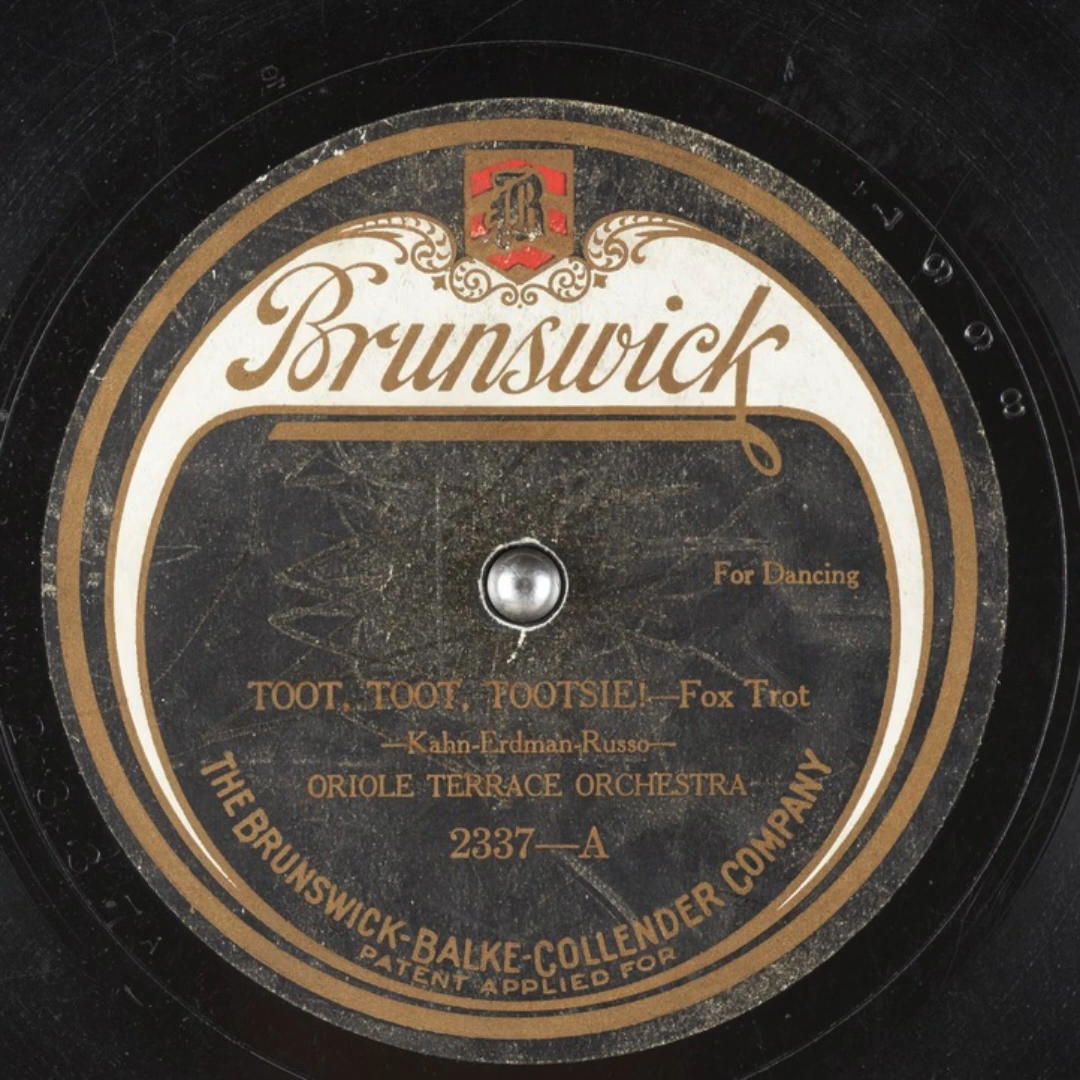 B
Brunswick
For Dancing
TOOT, TOOT, TOOTSIE!—Fox Trot
—Kahn-Erdman-Russo—
ORIOLE TERRACE ORCHESTRA
2337—A
THE BRUNSWICK-BALKE-COLLENDER COMPANY
PATENT APPLIED FOR